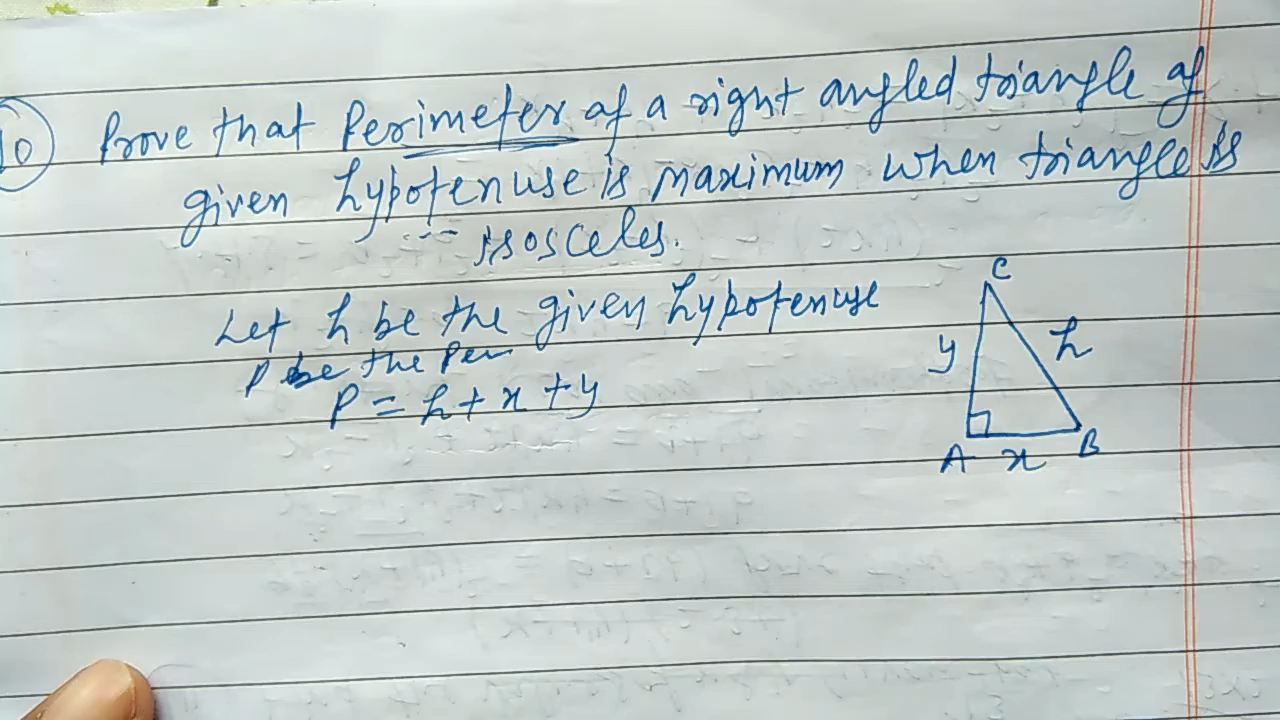 10 Prove that Perimeter of a right angled triangle of
given hypotenuse is maximum when triangle is
isosceles.
Let h be the given hypotenuse
P be the Per
P = h + x + y
C
y
h
A
x
B